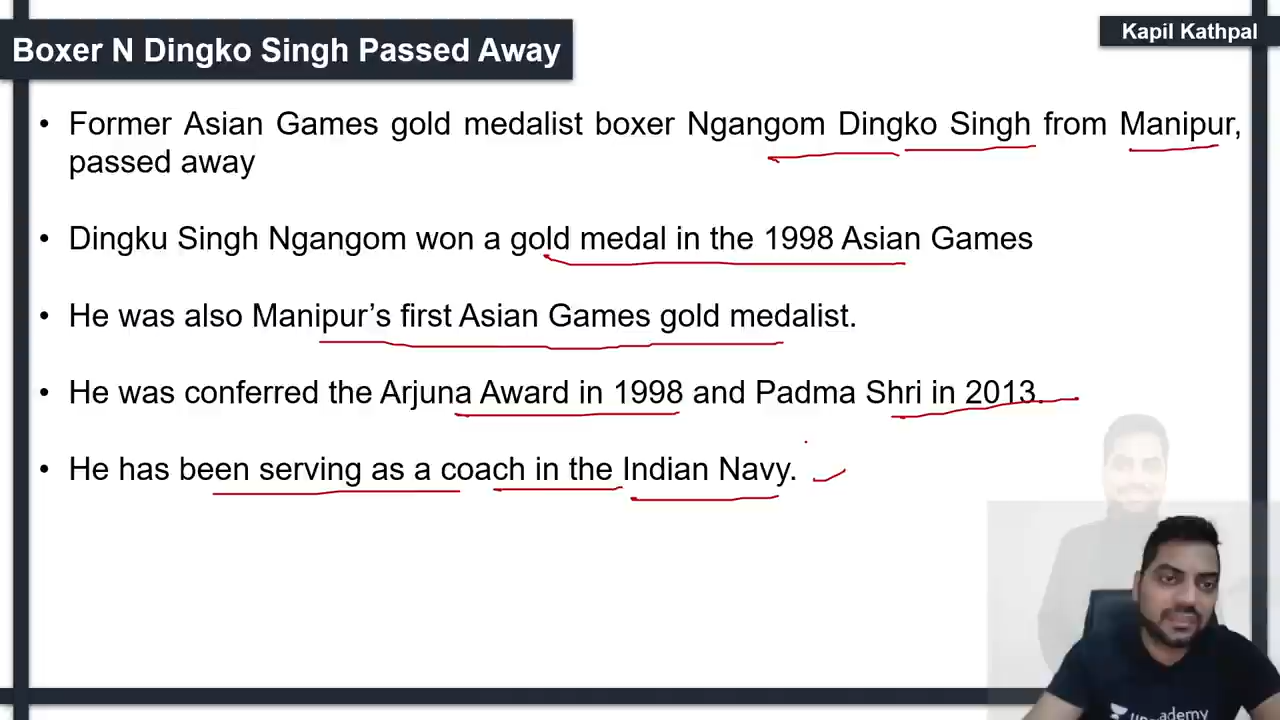 Boxer N Dingko Singh Passed Away
Kapil Kathpal
• Former Asian Games gold medalist boxer Ngangom Dingko Singh from Manipur,
passed away
• Dingku Singh Ngangom won a gold medal in the 1998 Asian Games
• He was also Manipur’s first Asian Games gold medalist.
• He was conferred the Arjuna Award in 1998 and Padma Shri in 2013.
• He has been serving as a coach in the Indian Navy.